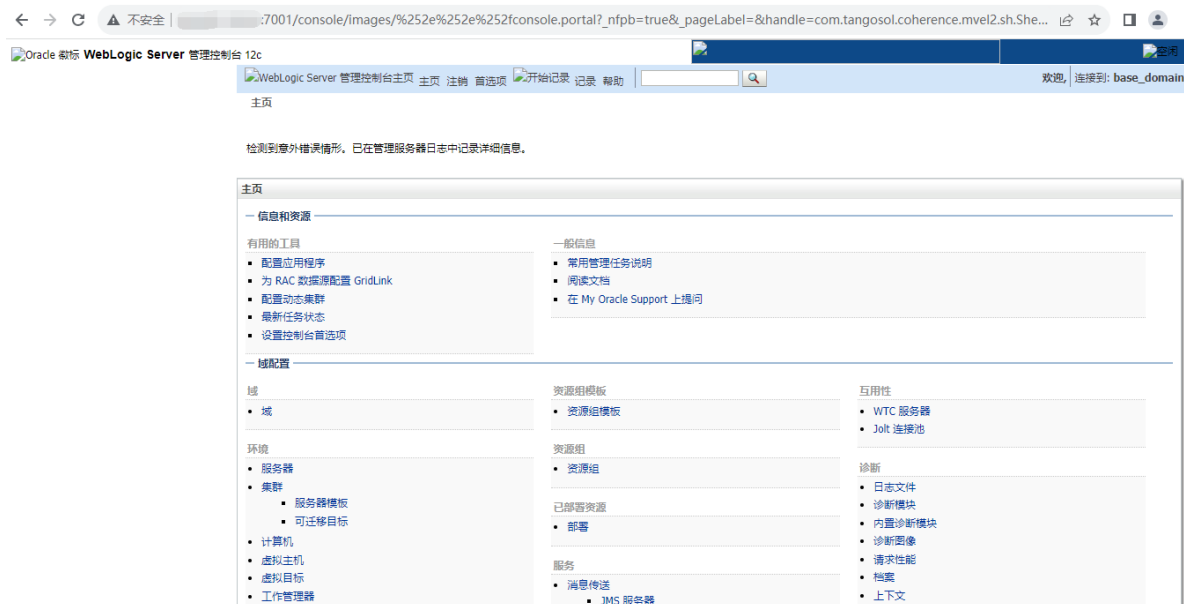 不安全
:7001/console/images/%252e%252e%252fconsole.portal?_nfpb=true&_pageLabel=&handle=com.tangosol.coherence.mvel2.sh.She...
Oracle 徽标 WebLogic Server 管理控制台 12c
空闲
WebLogic Server 管理控制台主页 主页 注销 首选项 开始记录 记录 帮助
欢迎, 连接到: base_domain
主页
检测到意外错误情形。已在管理服务器日志中记录详细信息。
主页
信息和资源
有用的工具
配置应用程序
为 RAC 数据源配置 GridLink
配置动态集群
最新任务状态
设置控制台首选项
一般信息
常用管理任务说明
阅读文档
在 My Oracle Support 上提问
域配置
域
域
环境
服务器
集群
服务器模板
可迁移目标
计算机
虚拟主机
虚拟目标
工作管理器
资源组模板
资源组模板
资源组
资源组
已部署资源
部署
服务
消息传送
JMS 服务器
互用性
WTC 服务器
Jolt 连接池
诊断
日志文件
诊断模块
内置诊断模块
诊断图像
请求性能
档案
上下文